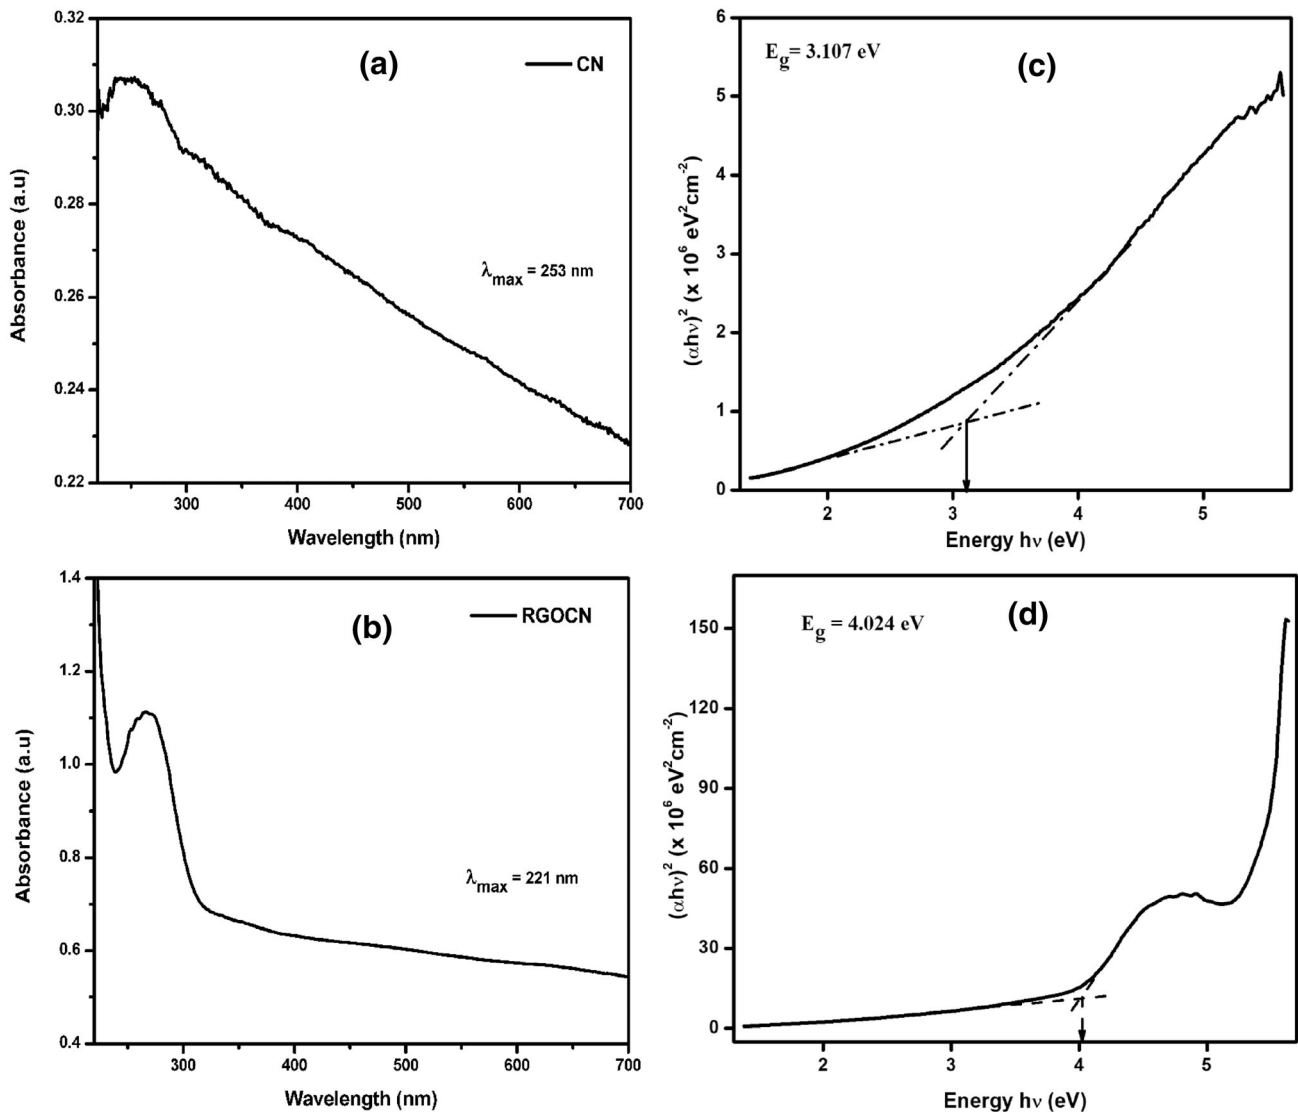 0.32
0.30
0.28
0.26
0.24
0.22
Absorbance (a.u)
(a)
CN
λmax = 253 nm
300
400
500
600
700
Wavelength (nm)
6
5
4
3
2
1
0
(αhν)² (x 10⁶ eV²cm⁻²)
Eg= 3.107 eV
(c)
2
3
4
5
Energy hν (eV)
1.4
1.2
1.0
0.8
0.6
0.4
Absorbance (a.u)
(b)
RGOCN
λmax = 221 nm
300
400
500
600
700
Wavelength (nm)
150
120
90
60
30
0
(αhν)² (x 10⁶ eV²cm⁻²)
Eg = 4.024 eV
(d)
2
3
4
5
Energy hν (eV)